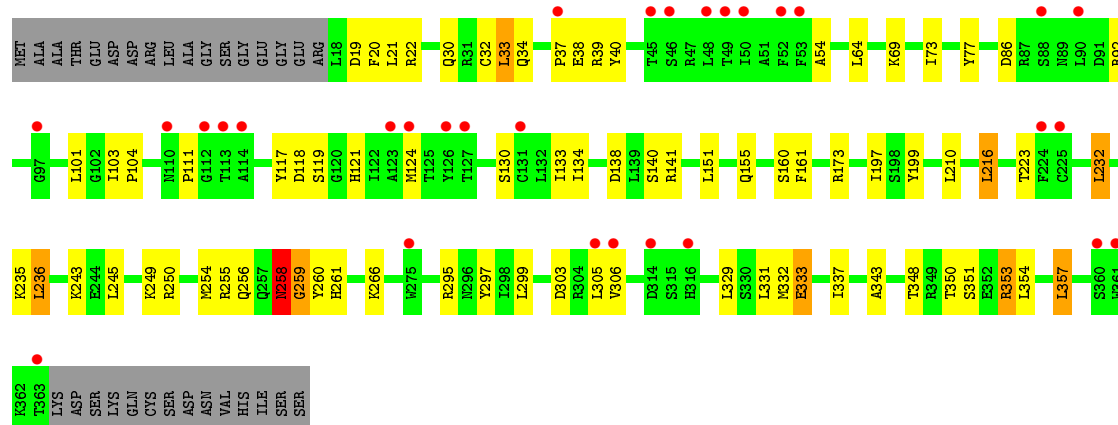 MET ALA ALA THR GLU ASP ASP ARG LEU ALA GLY SER GLY GLU GLY GLU ARG L18 D19 F20 L21 R22 Q30 R31 C32 L33 Q34 P37 E38 R39 Y40 T45 S46 R47 L48 T49 I50 A51 F52 F53 A54 L64 K69 I73 Y77 D86 R87 S88 N89 L90 D91 R92
G97 L101 G102 I103 P104 N110 P111 G112 T113 A114 Y117 D118 S119 G120 H121 I122 A123 M124 T125 Y126 T127 S130 C131 L132 I133 I134 D138 L139 S140 R141 L151 Q155 S160 F161 R173 I197 S198 Y199 L210 L216 T223 F224 C225 L232
K235 L236 K243 E244 L245 K249 R250 M254 R255 Q256 Q257 N258 G259 Y260 H261 K266 W275 R295 N296 Y297 I298 L299 D303 R304 L305 V306 D314 S315 H316 L329 S330 L331 M332 E333 I337 A343 T348 R349 T350 S351 E352 R353 L354 L357 S360 W361
K362 T363 LYS ASP SER LYS GLN CYS SER ASP ASN VAL HIS ILE SER SER